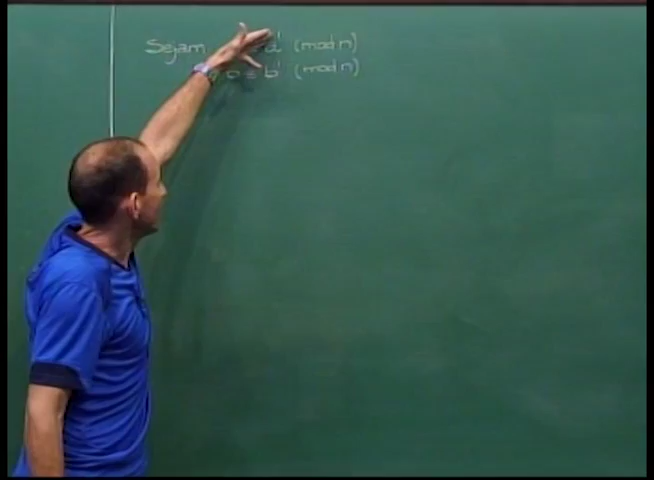 Sejam a' (mod n)
b ≡ b' (mod n)